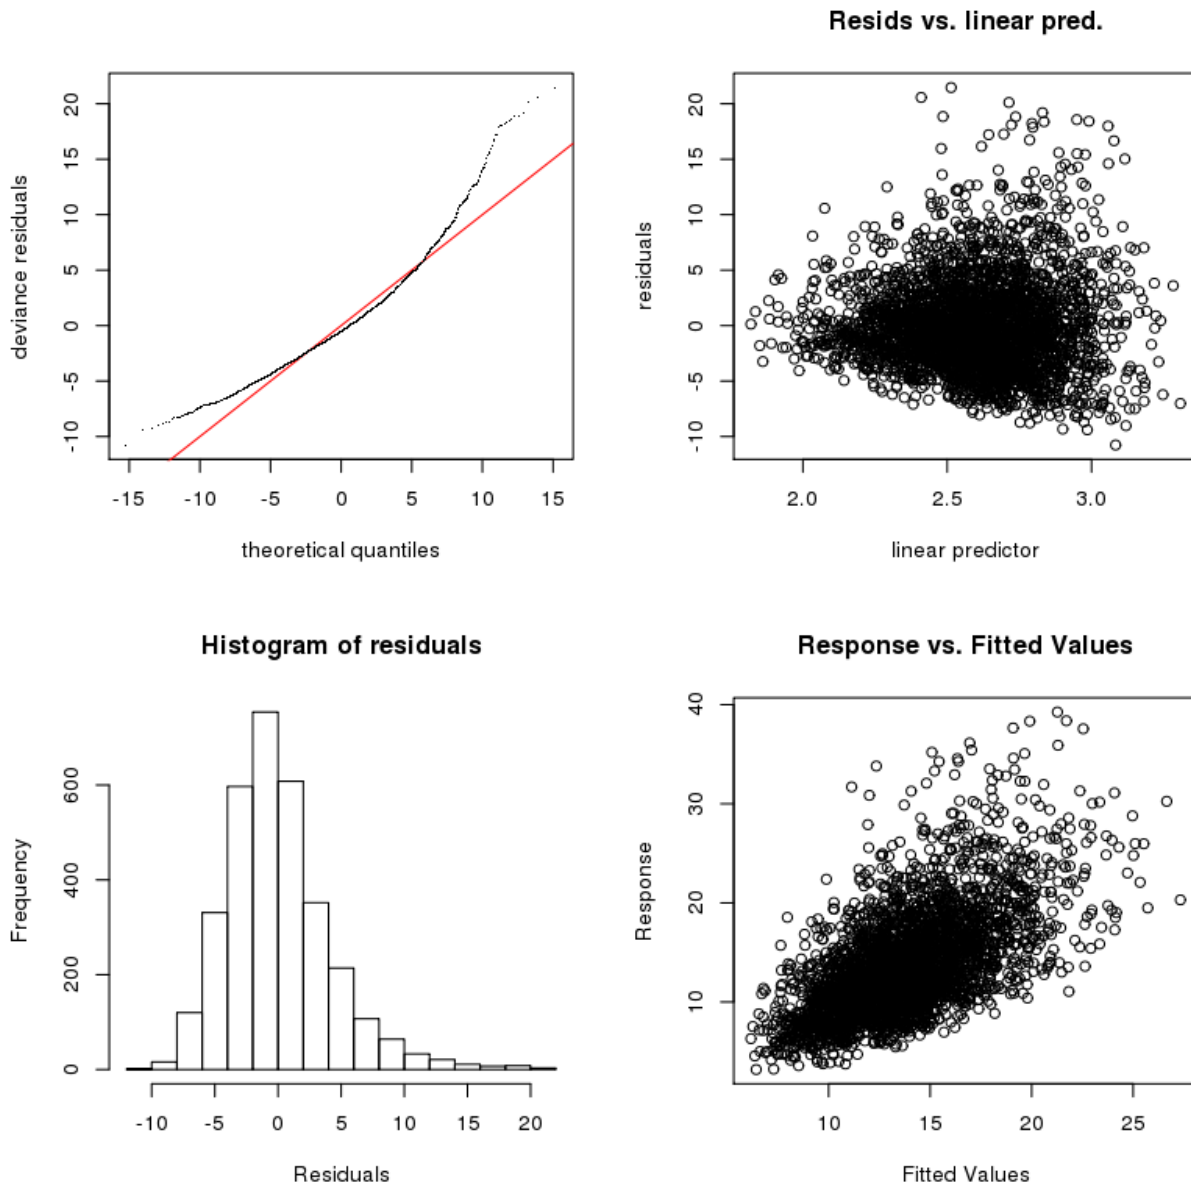 Resids vs. linear pred.
20
15
10
5
0
-5
-10
deviance residuals
-15 -10 -5 0 5 10 15
theoretical quantiles
20
15
10
5
0
-5
-10
residuals
2.0 2.5 3.0
linear predictor
Histogram of residuals
600
400
200
0
Frequency
-10 -5 0 5 10 15 20
Residuals
Response vs. Fitted Values
40
30
20
10
Response
10 15 20 25
Fitted Values